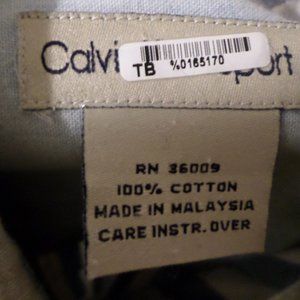 Calvi port
TB %0165170
RN 36009
100% COTTON
MADE IN MALAYSIA
CARE INSTR. OVER